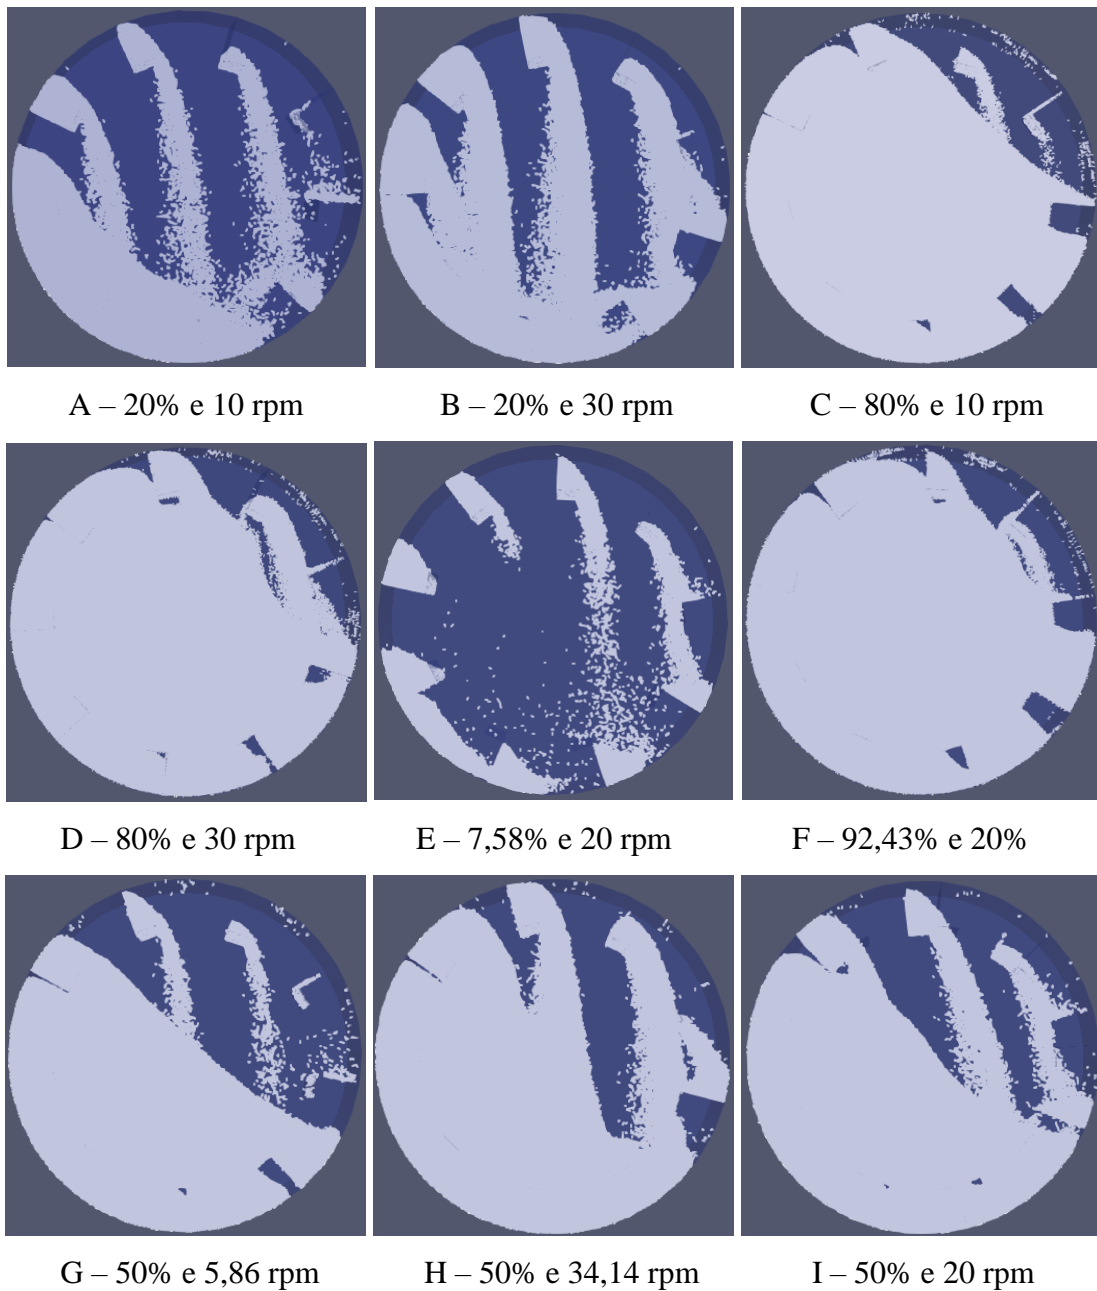 A – 20% e 10 rpm
B – 20% e 30 rpm
C – 80% e 10 rpm
D – 80% e 30 rpm
E – 7,58% e 20 rpm
F – 92,43% e 20%
G – 50% e 5,86 rpm
H – 50% e 34,14 rpm
I – 50% e 20 rpm